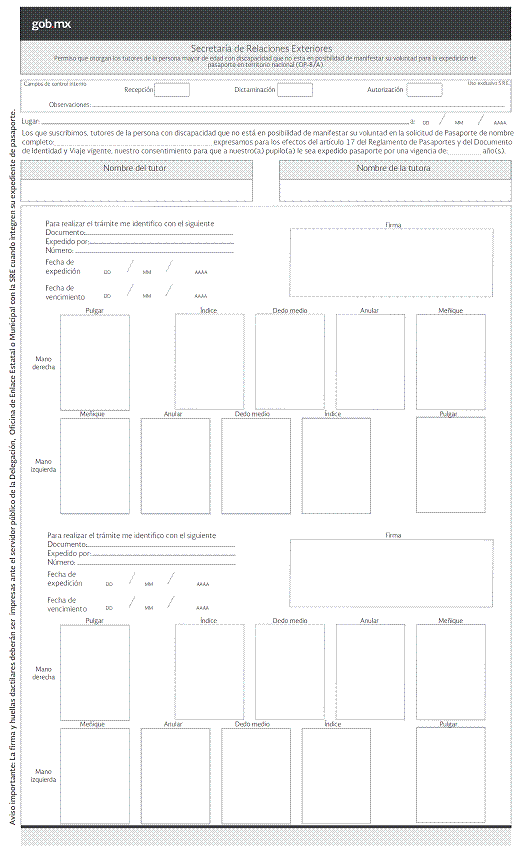 gob mx
Secretaría de Relaciones Exteriores
Permiso que otorgan los tutores de la persona mayor de edad con discapacidad que no está en posibilidad de manifestar su voluntad para la expedición de
pasaporte en territorio nacional (OP-8/A)
Campos de control interno
Uso exclusivo S.R.E.
Recepción
Dictaminación
Autorización
Observaciones:
Lugar: a: DD / MM / AAAA
Los que suscribimos, tutores de la persona con discapacidad que no está en posibilidad de manifestar su voluntad en la solicitud de Pasaporte de nombre
completo: expresamos para los efectos del artículo 17 del Reglamento de Pasaportes y del Documento
de Identidad y Viaje vigente, nuestro consentimiento para que a nuestro(a) pupilo(a) le sea expedido pasaporte por una vigencia de: año(s).
Nombre del tutor
Nombre de la tutora
Para realizar el trámite me identifico con el siguiente
Documento:
Expedido por:
Número:
Firma
Fecha de
expedición DD / MM / AAAA
Fecha de
vencimiento DD / MM / AAAA
Pulgar Índice Dedo medio Anular Meñique
Mano
derecha
Meñique Anular Dedo medio Índice Pulgar
Mano
izquierda
Para realizar el trámite me identifico con el siguiente
Documento:
Expedido por:
Número:
Firma
Fecha de
expedición DD / MM / AAAA
Fecha de
vencimiento DD / MM / AAAA
Pulgar Índice Dedo medio Anular Meñique
Mano
derecha
Meñique Anular Dedo medio Índice Pulgar
Mano
izquierda
Aviso importante: La firma y huellas dactilares deberán ser impresas ante el servidor público de la Delegación, Oficina de Enlace Estatal o Municipal con la SRE cuando integren su expediente de pasaporte.